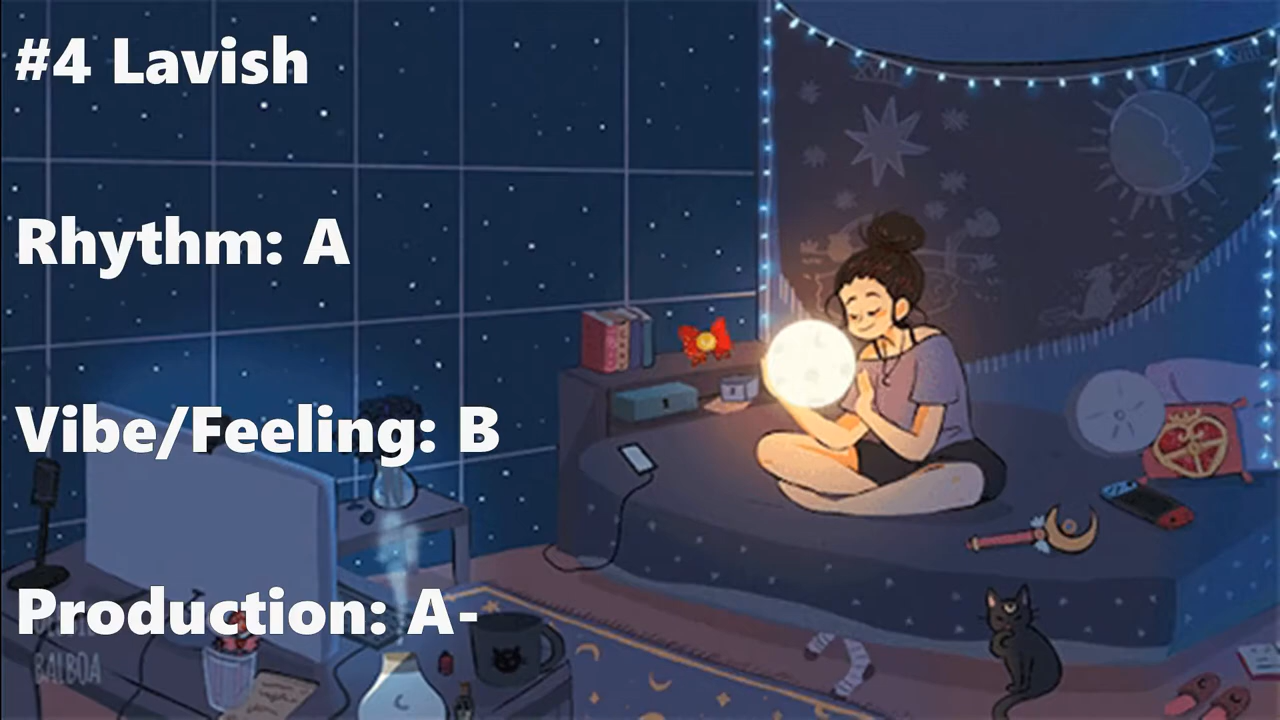 #4 Lavish
Rhythm: A
Vibe/Feeling: B
Production: A-
BALBOA